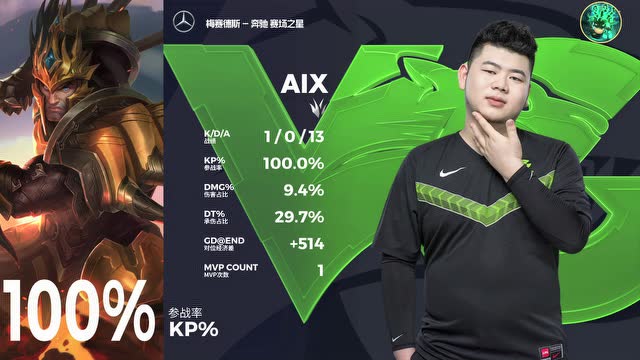 梅赛德斯 – 奔驰 赛场之星
AIX
K/D/A 1 / 0 / 13
战绩
KP% 100.0%
参战率
DMG% 9.4%
伤害占比
DT% 29.7%
承伤占比
GD@END +514
对位经济差
MVP COUNT 1
MVP次数
100%
参战率
KP%